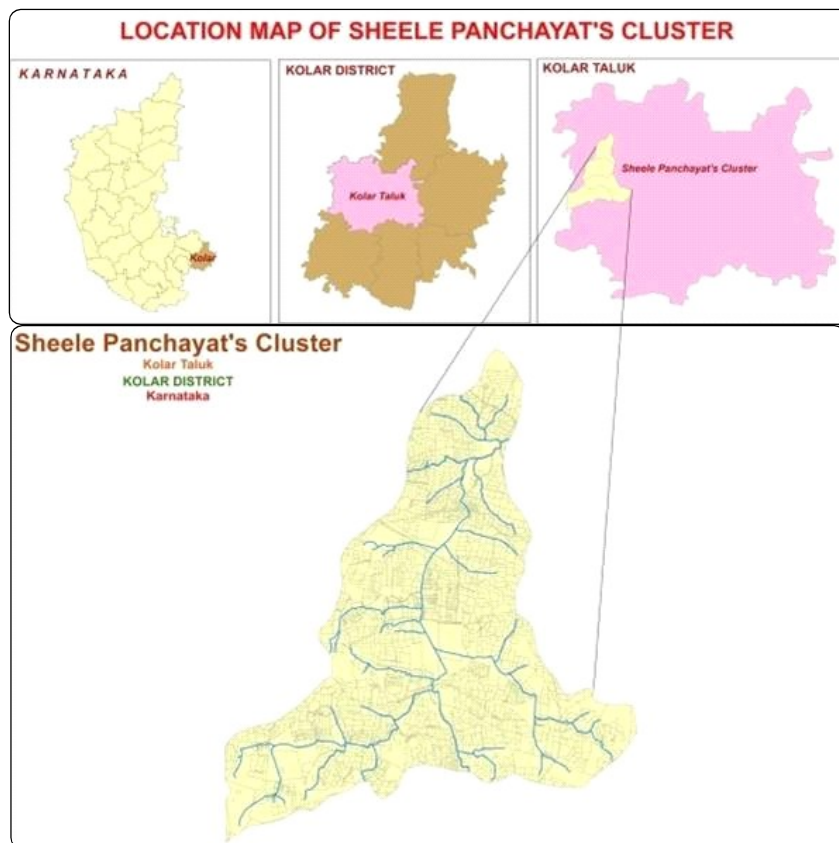 LOCATION MAP OF SHEELE PANCHAYAT'S CLUSTER
KARNATAKA
Kolar
KOLAR DISTRICT
Kolar Taluk
KOLAR TALUK
Sheele Panchayat's Cluster
Sheele Panchayat's Cluster
Kolar Taluk
KOLAR DISTRICT
Karnataka